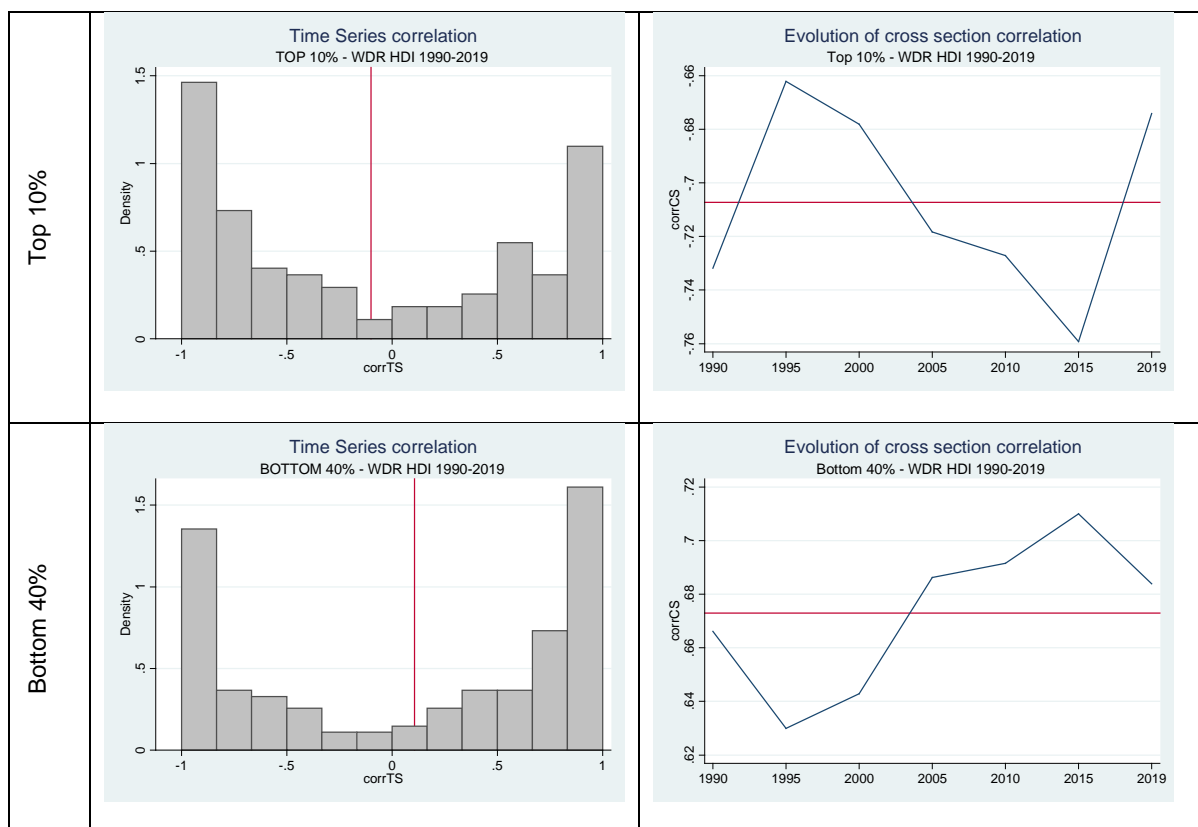 Top 10%
Time Series correlation
TOP 10% - WDR HDI 1990-2019
Density
0
.5
1
1.5
-1
-.5
0
.5
1
corrTS
Evolution of cross section correlation
Top 10% - WDR HDI 1990-2019
corrCS
-.76
-.74
-.72
-.7
-.68
-.66
1990
1995
2000
2005
2010
2015
2019
Bottom 40%
Time Series correlation
BOTTOM 40% - WDR HDI 1990-2019
Density
0
.5
1
1.5
-1
-.5
0
.5
1
corrTS
Evolution of cross section correlation
Bottom 40% - WDR HDI 1990-2019
corrCS
.62
.64
.66
.68
.7
.72
1990
1995
2000
2005
2010
2015
2019